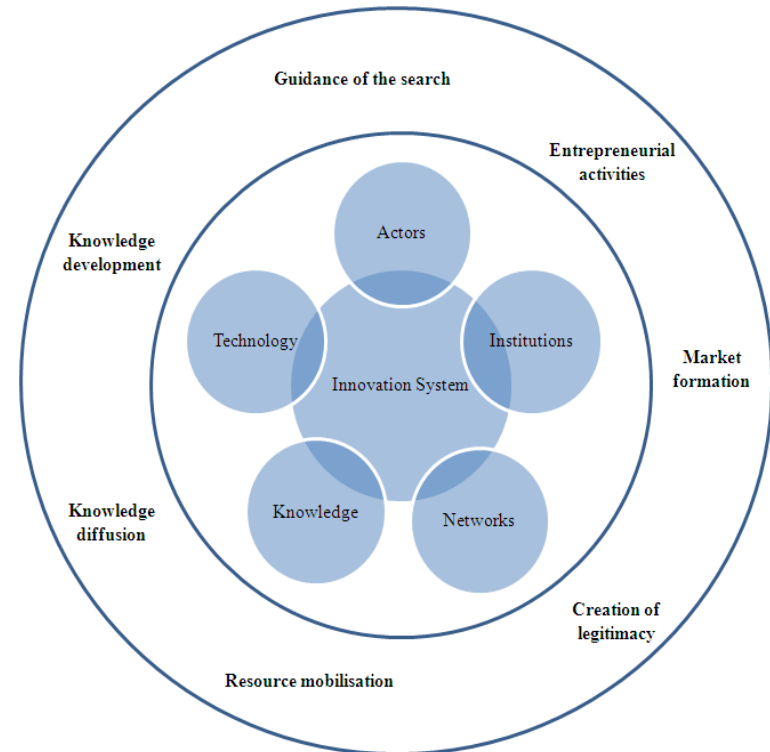 Guidance of the search
Entrepreneurial
activities
Actors
Knowledge
development
Technology
Institutions
Market
formation
Innovation System
Knowledge
diffusion
Knowledge
Networks
Creation of
legitimacy
Resource mobilisation